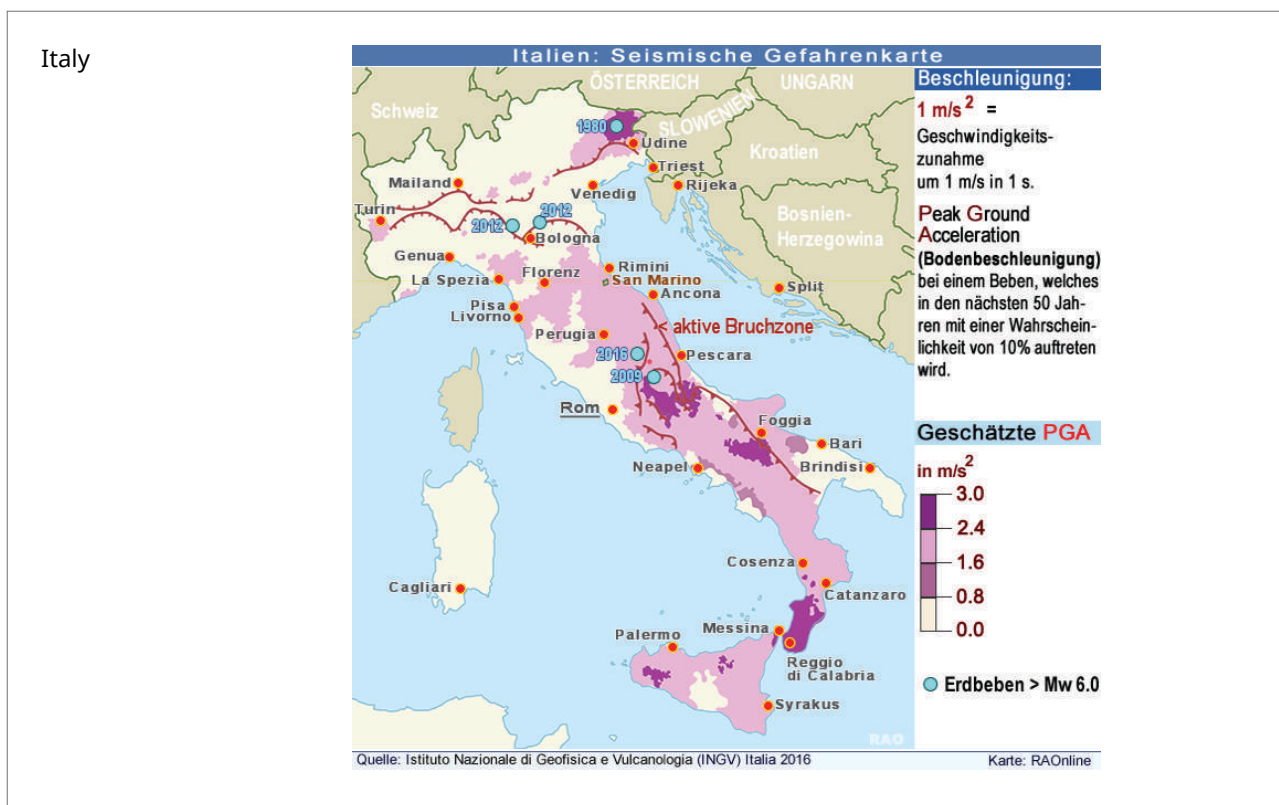 Italy
Italien: Seismische Gefahrenkarte
ÖSTERREICH
UNGARN
Schweiz
SLOWENIEN
1980
Udine
Kroatien
Triest
Mailand
Venedig
Rijeka
Turin
2012
2012
Bologna
Bosnien-
Herzegowina
Genua
Rimini
La Spezia
Florenz
San Marino
Ancona
Split
Pisa
Livorno
Perugia
< aktive Bruchzone
2016
Pescara
2009
Rom
Foggia
Bari
Neapel
Brindisi
Cosenza
Cagliari
Catanzaro
Messina
Palermo
Reggio
di Calabria
Syrakus
RAO
Beschleunigung:
1 m/s² =
Geschwindigkeits-
zunahme
um 1 m/s in 1 s.
Peak Ground
Acceleration
(Bodenbeschleunigung)
bei einem Beben, welches
in den nächsten 50 Jah-
ren mit einer Wahrschein-
lichkeit von 10% auftreten
wird.
Geschätzte PGA
in m/s²
3.0
2.4
1.6
0.8
0.0
Erdbeben > Mw 6.0
Quelle: Istituto Nazionale di Geofisica e Vulcanologia (INGV) Italia 2016
Karte: RAOnline